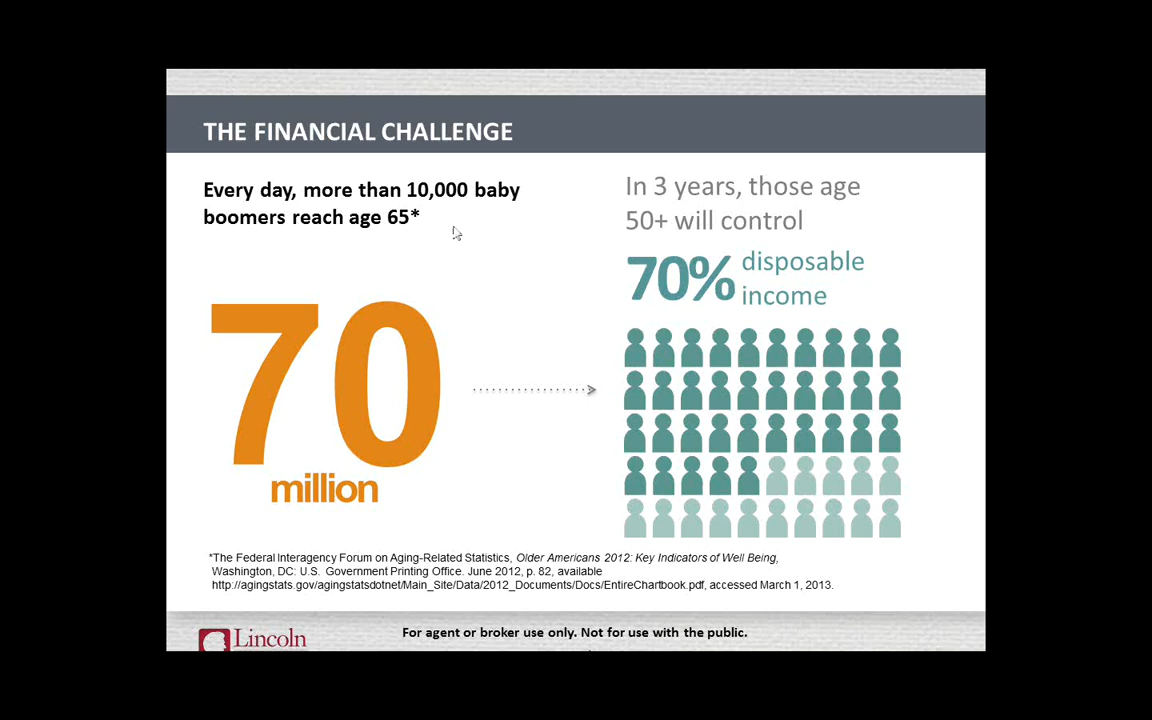 THE FINANCIAL CHALLENGE
Every day, more than 10,000 baby
boomers reach age 65*
70
million
In 3 years, those age
50+ will control
70% disposable
income
*The Federal Interagency Forum on Aging-Related Statistics, Older Americans 2012: Key Indicators of Well Being,
Washington, DC: U.S. Government Printing Office. June 2012, p. 82, available
http://agingstats.gov/agingstatsdotnet/Main_Site/Data/2012_Documents/Docs/EntireChartbook.pdf, accessed March 1, 2013.
Lincoln
For agent or broker use only. Not for use with the public.